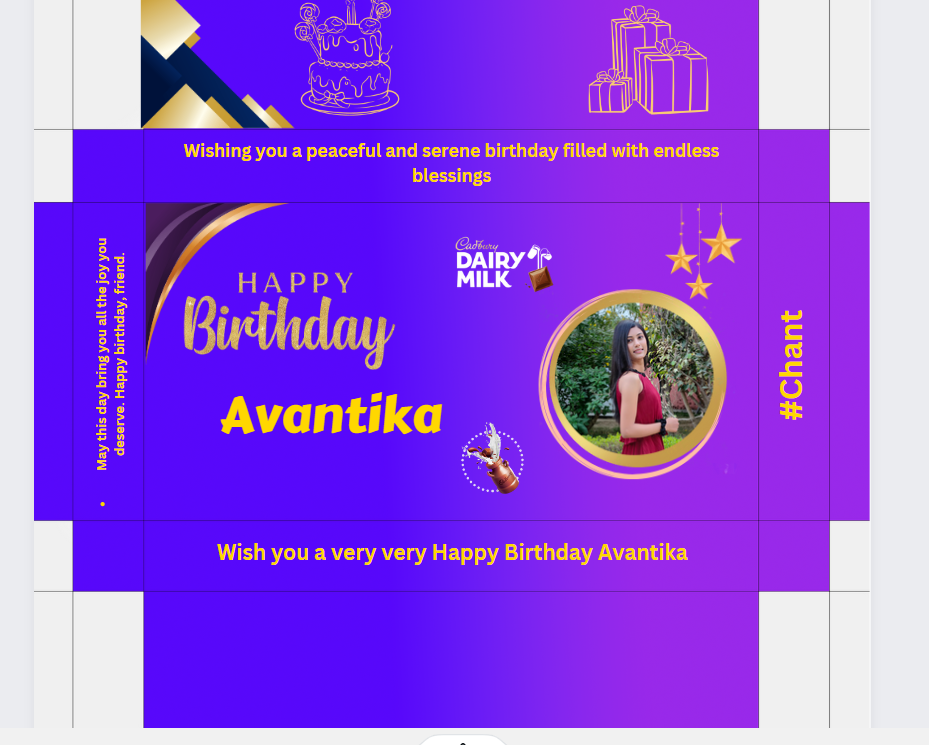 Wishing you a peaceful and serene birthday filled with endless
blessings
May this day bring you all the joy you
deserve. Happy birthday, friend.
HAPPY
Birthday
Avantika
Cadbury
DAIRY
MILK
#Chant
Wish you a very very Happy Birthday Avantika